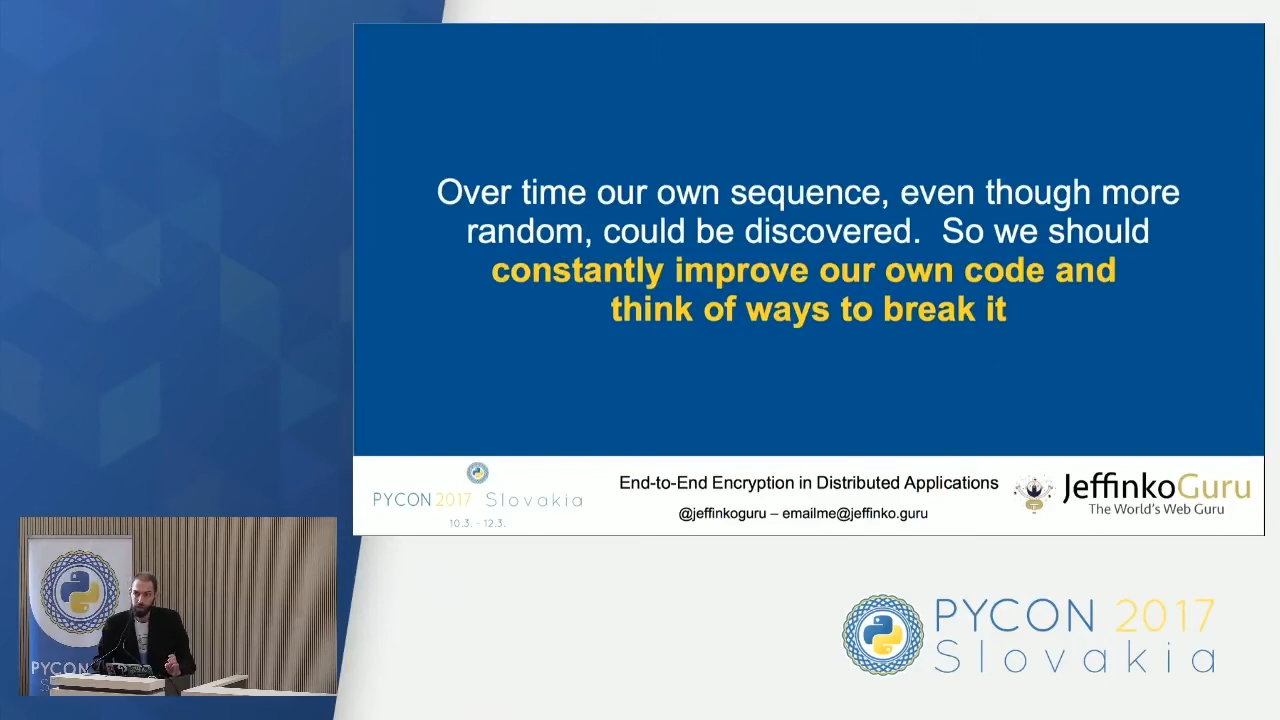 Over time our own sequence, even though more
random, could be discovered.  So we should
constantly improve our own code and
think of ways to break it
PYCON 2017 Slovakia
10.3. - 12.3.
End-to-End Encryption in Distributed Applications
@jeffinkoguru – emailme@jeffinko.guru
JeffinkoGuru
The World's Web Guru
PYCON
PYCON 2017
Slovakia